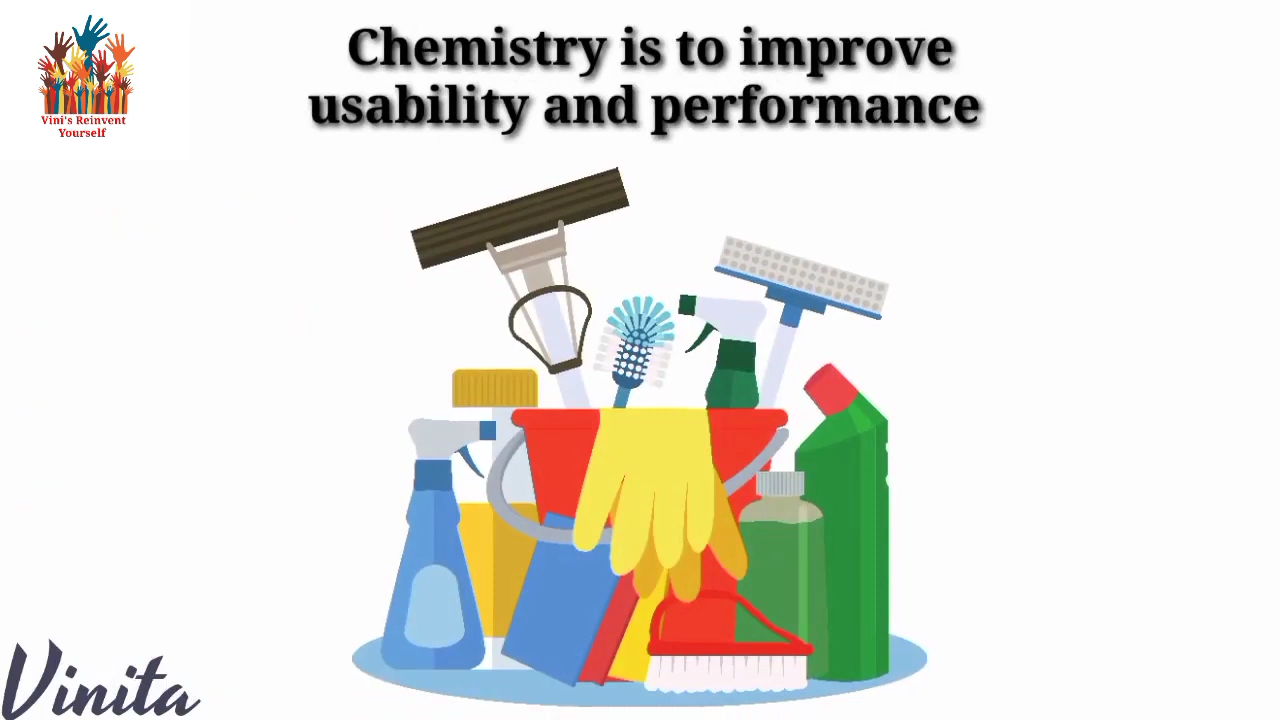 Chemistry is to improve
usability and performance
Vini's Reinvent
Yourself
Vinita